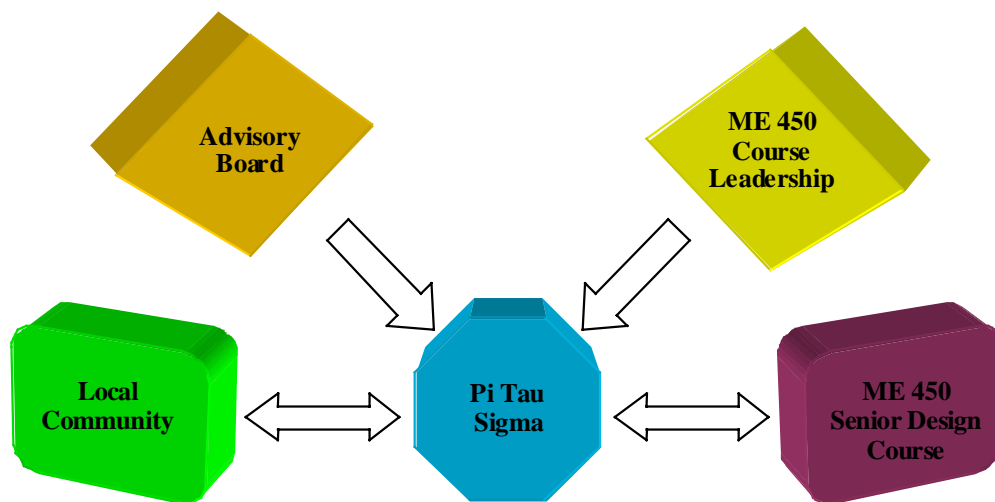 Advisory
Board
ME 450
Course
Leadership
Local
Community
Pi Tau
Sigma
ME 450
Senior Design
Course